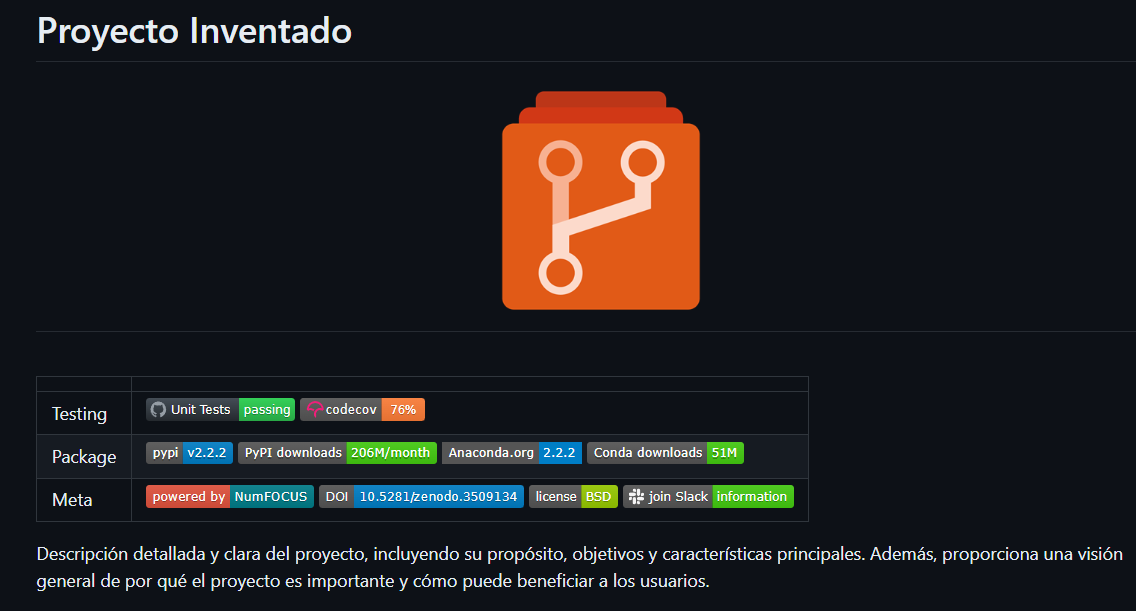 Proyecto Inventado
Testing Unit Tests passing codecov 76%
Package pypi v2.2.2 PyPI downloads 206M/month Anaconda.org 2.2.2 Conda downloads 51M
Meta powered by NumFOCUS DOI 10.5281/zenodo.3509134 license BSD join Slack information
Descripción detallada y clara del proyecto, incluyendo su propósito, objetivos y características principales. Además, proporciona una visión
general de por qué el proyecto es importante y cómo puede beneficiar a los usuarios.